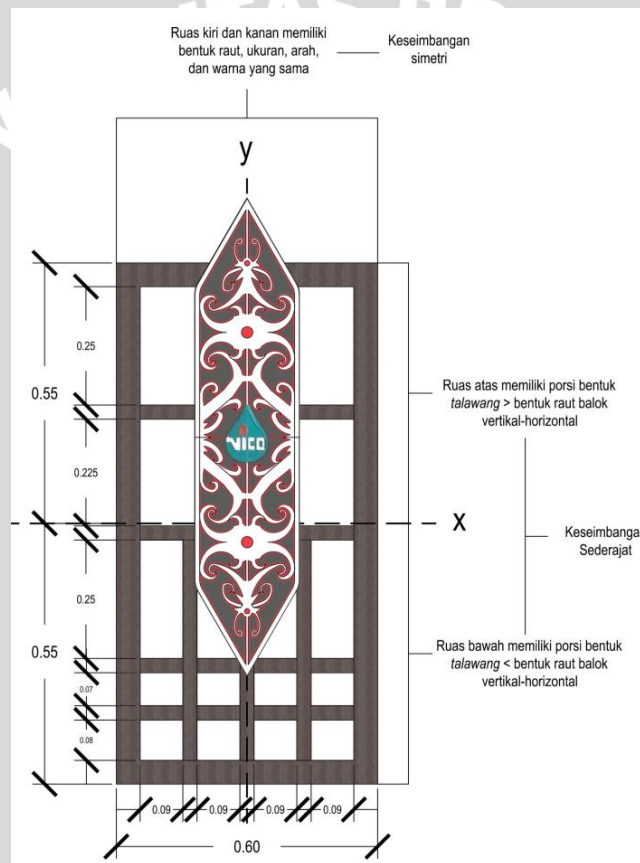 Ruas kiri dan kanan memiliki
bentuk raut, ukuran, arah,
dan warna yang sama
Keseimbangan
simetri
y
0.25
0.55
0.225
x
0.25
0.55
0.07
0.08
0.09
0.09
0.09
0.09
0.60
VICO
Ruas atas memiliki porsi bentuk
talawang > bentuk raut balok
vertikal-horizontal
Keseimbanga
Sederajat
Ruas bawah memiliki porsi bentuk
talawang < bentuk raut balok
vertikal-horizontal